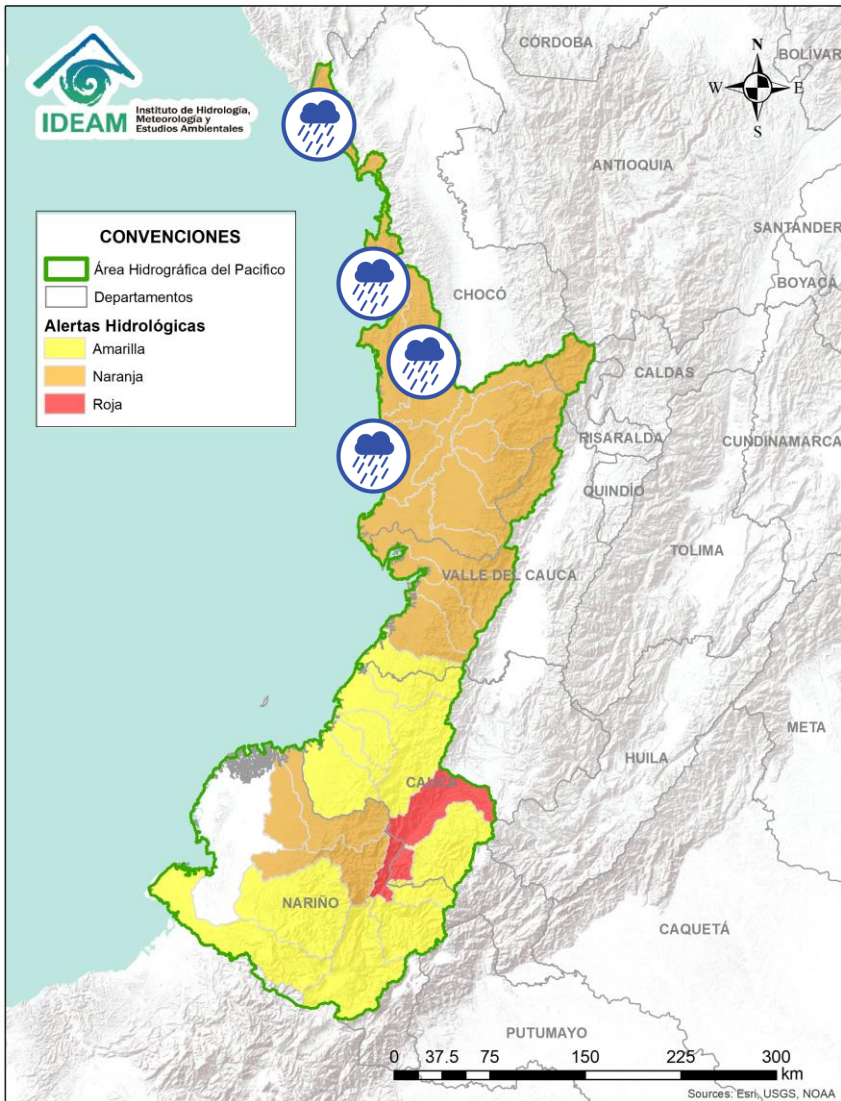 IDEAM
Instituto de Hidrología,
Meteorología y
Estudios Ambientales
N
W E
S
CÓRDOBA
BOLÍVAR
ANTIOQUIA
SANTANDER
BOYACÁ
CHOCÓ
CALDAS
RISARALDA
CUNDINAMARCA
QUINDÍO
TOLIMA
VALLE DEL CAUCA
META
HUILA
CAUCA
NARIÑO
CAQUETÁ
PUTUMAYO
CONVENCIONES
Área Hidrográfica del Pacifico
Departamentos
Alertas Hidrológicas
Amarilla
Naranja
Roja
0 37.5 75 150 225 300
km
Sources: Esri, USGS, NOAA